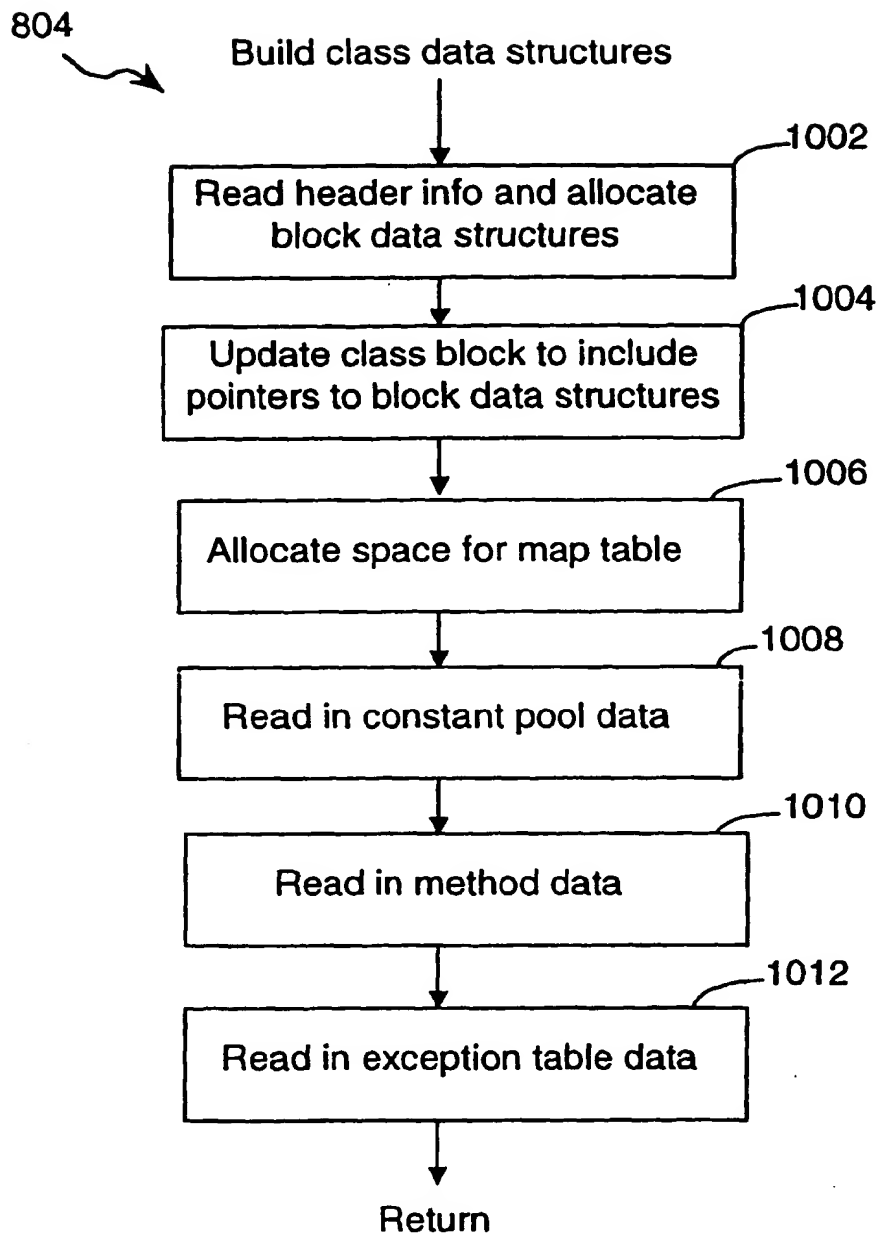 804
Build class data structures
1002
Read header info and allocate
block data structures
1004
Update class block to include
pointers to block data structures
1006
Allocate space for map table
1008
Read in constant pool data
1010
Read in method data
1012
Read in exception table data
Return